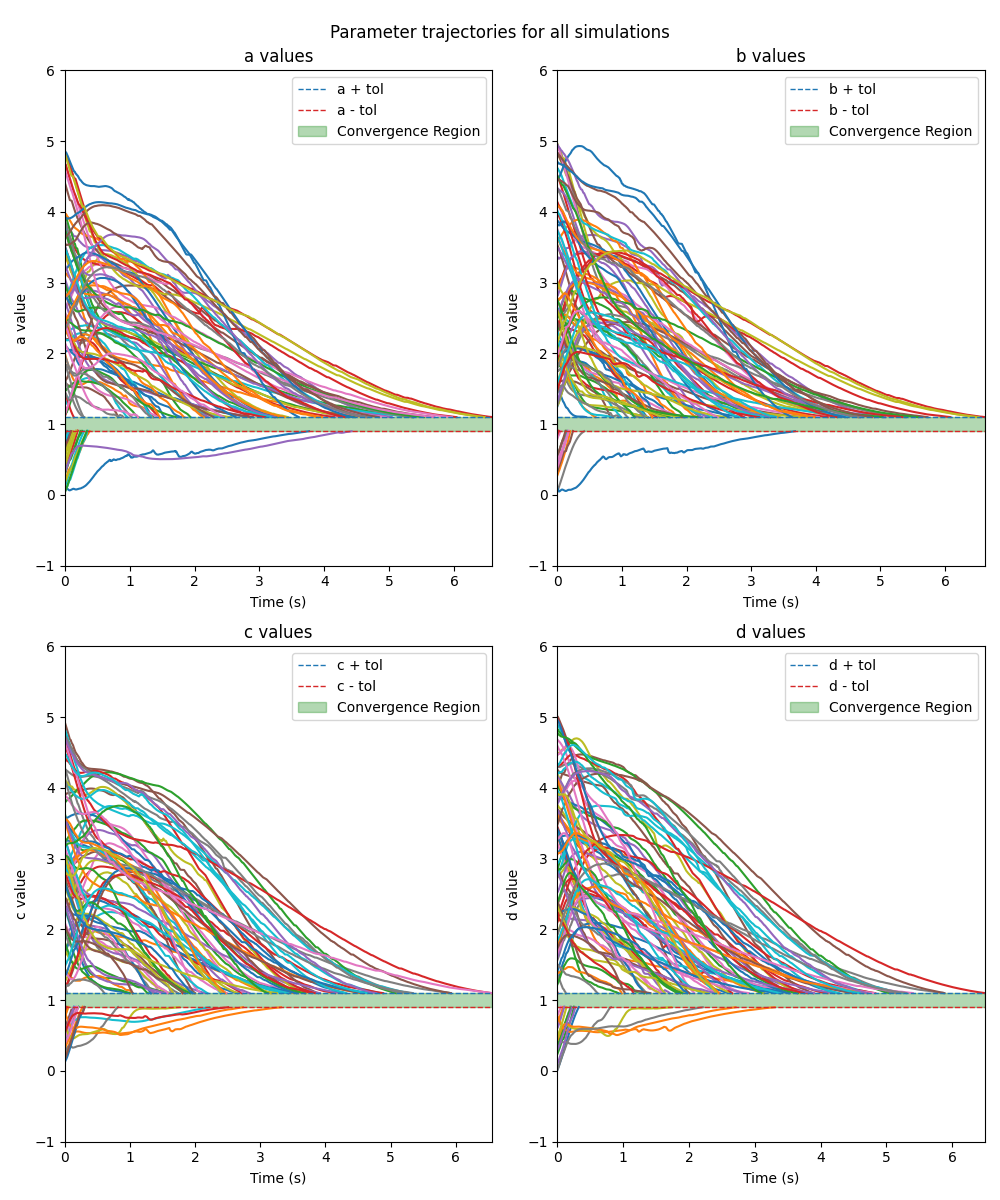 Parameter trajectories for all simulations
a values
a + tol
a - tol
Convergence Region
a value
6
5
4
3
2
1
0
−1
0 1 2 3 4 5 6
Time (s)
b values
b + tol
b - tol
Convergence Region
b value
6
5
4
3
2
1
0
−1
0 1 2 3 4 5 6
Time (s)
c values
c + tol
c - tol
Convergence Region
c value
6
5
4
3
2
1
0
−1
0 1 2 3 4 5 6
Time (s)
d values
d + tol
d - tol
Convergence Region
d value
6
5
4
3
2
1
0
−1
0 1 2 3 4 5 6
Time (s)